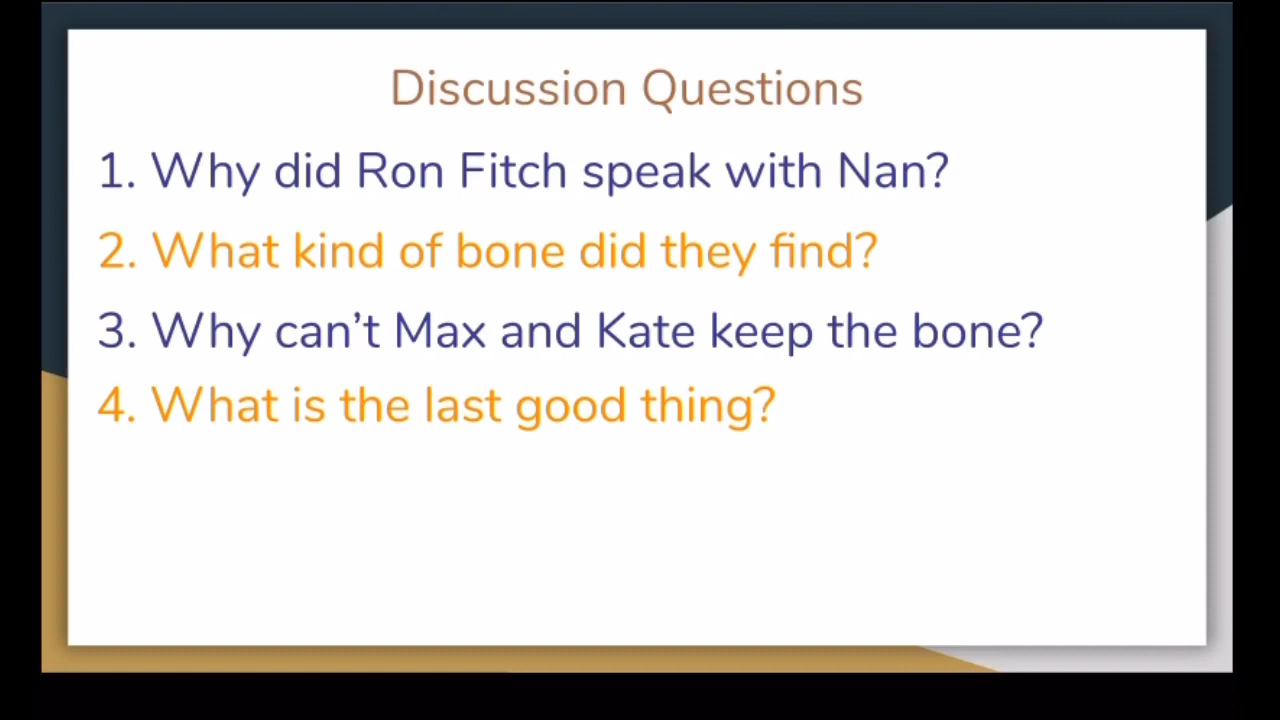 Discussion Questions
1. Why did Ron Fitch speak with Nan?
2. What kind of bone did they find?
3. Why can’t Max and Kate keep the bone?
4. What is the last good thing?